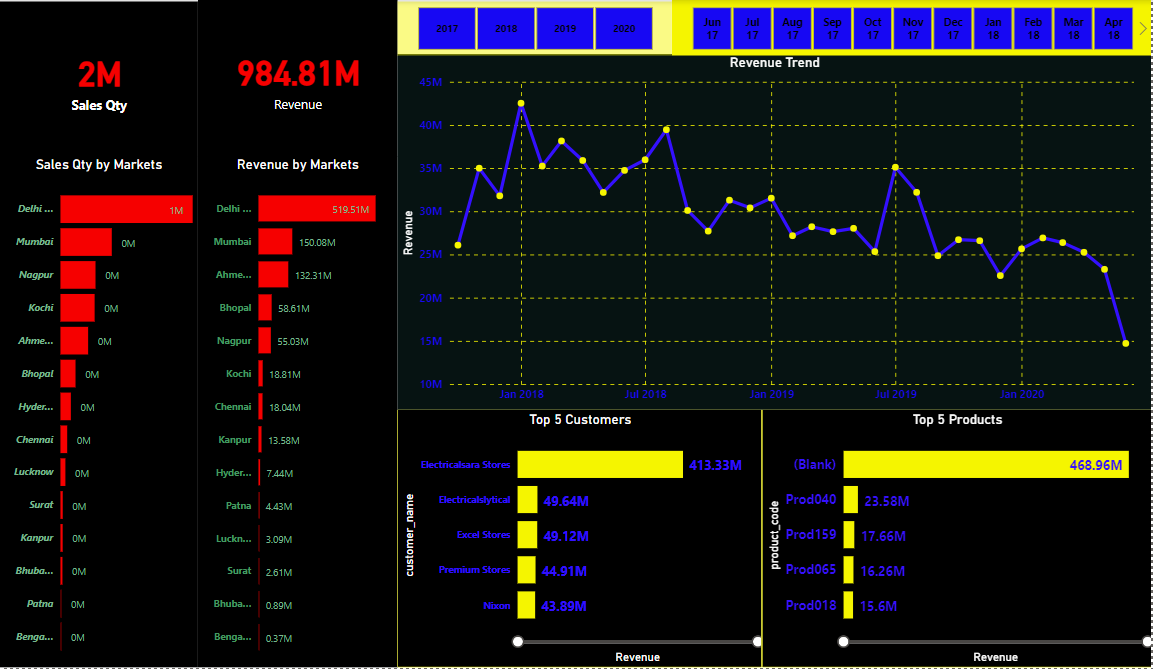 2M
Sales Qty
984.81M
Revenue
2017 2018 2019 2020
Jun 17 Jul 17 Aug 17 Sep 17 Oct 17 Nov 17 Dec 17 Jan 18 Feb 18 Mar 18 Apr 18
Sales Qty by Markets
Delhi ... 1M
Mumbai 0M
Nagpur 0M
Kochi 0M
Ahme... 0M
Bhopal 0M
Hyder... 0M
Chennai 0M
Lucknow 0M
Surat 0M
Kanpur 0M
Bhuba... 0M
Patna 0M
Benga... 0M
Revenue by Markets
Delhi ... 519.51M
Mumbai 150.08M
Ahme... 132.31M
Bhopal 58.61M
Nagpur 55.03M
Kochi 18.81M
Chennai 18.04M
Kanpur 13.58M
Hyder... 7.44M
Patna 4.43M
Luckn... 3.09M
Surat 2.61M
Bhuba... 0.89M
Benga... 0.37M
Revenue Trend
Revenue
45M
40M
35M
30M
25M
20M
15M
10M
Jan 2018 Jul 2018 Jan 2019 Jul 2019 Jan 2020
Top 5 Customers
customer_name
Electricalsara Stores 413.33M
Electricalslytical 49.64M
Excel Stores 49.12M
Premium Stores 44.91M
Nixon 43.89M
Revenue
Top 5 Products
product_code
(Blank) 468.96M
Prod040 23.58M
Prod159 17.66M
Prod065 16.26M
Prod018 15.6M
Revenue